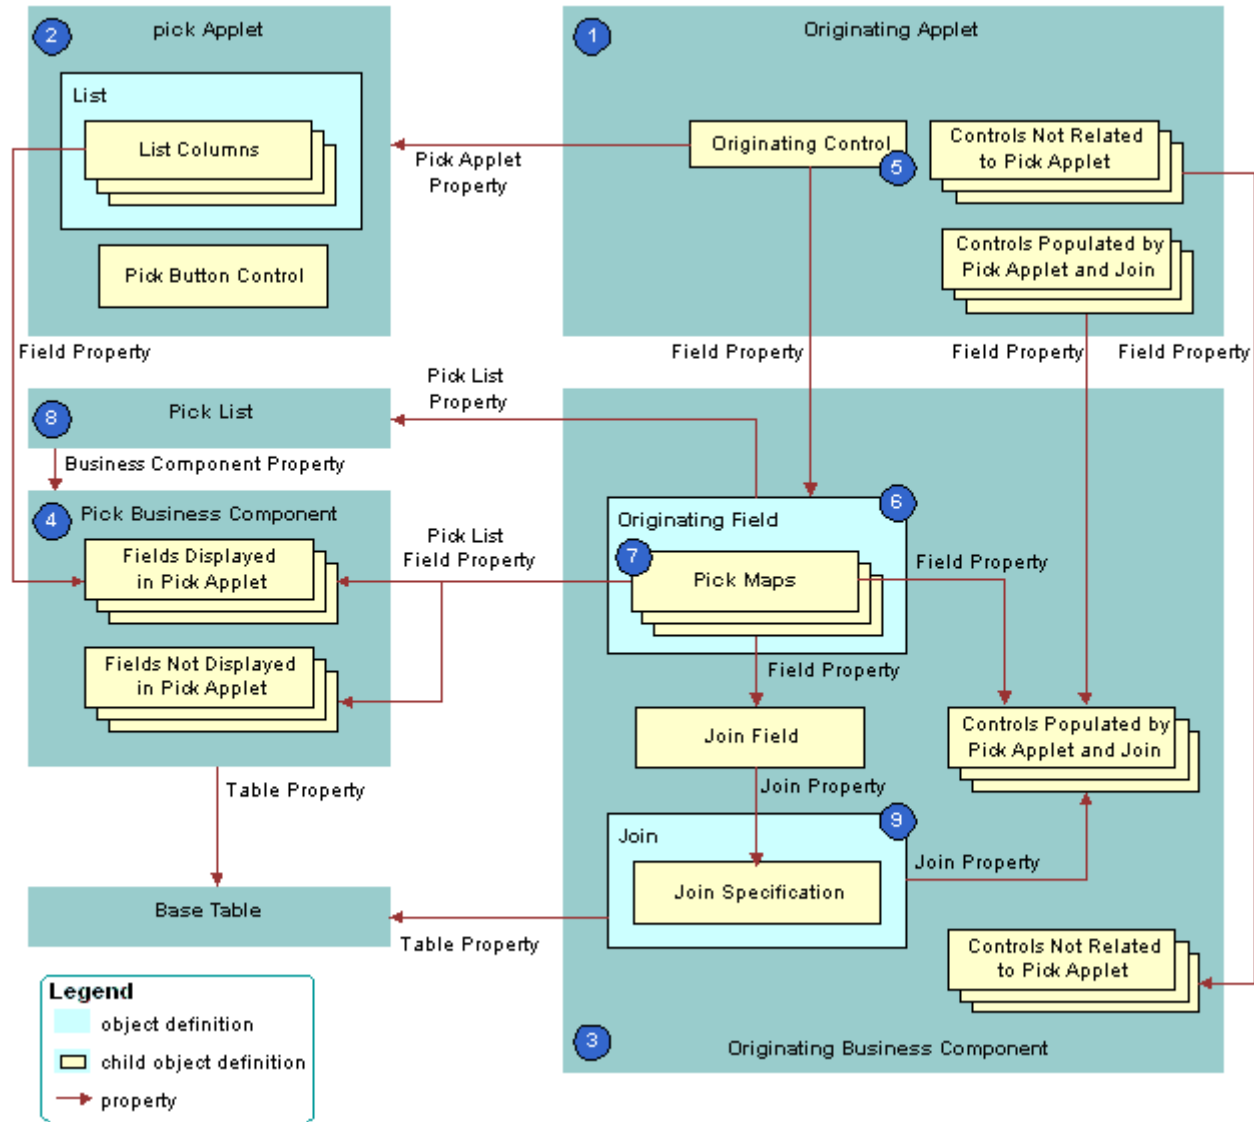 2
pick Applet
List
List Columns
Pick Button Control
1
Originating Applet
Originating Control
5
Controls Not Related
to Pick Applet
Controls Populated by
Pick Applet and Join
Pick Applet
Property
Field Property
Field Property
Field Property
Field Property
Pick List
Property
8
Pick List
Business Component Property
4
Pick Business Component
Fields Displayed
in Pick Applet
Fields Not Displayed
in Pick Applet
Pick List
Field Property
6
Originating Field
7
Pick Maps
Field Property
Field Property
Join Field
Controls Populated by
Pick Applet and Join
Join Property
Table Property
9
Join
Join Specification
Join Property
Base Table
Table Property
Controls Not Related
to Pick Applet
3
Originating Business Component
Legend
object definition
child object definition
property